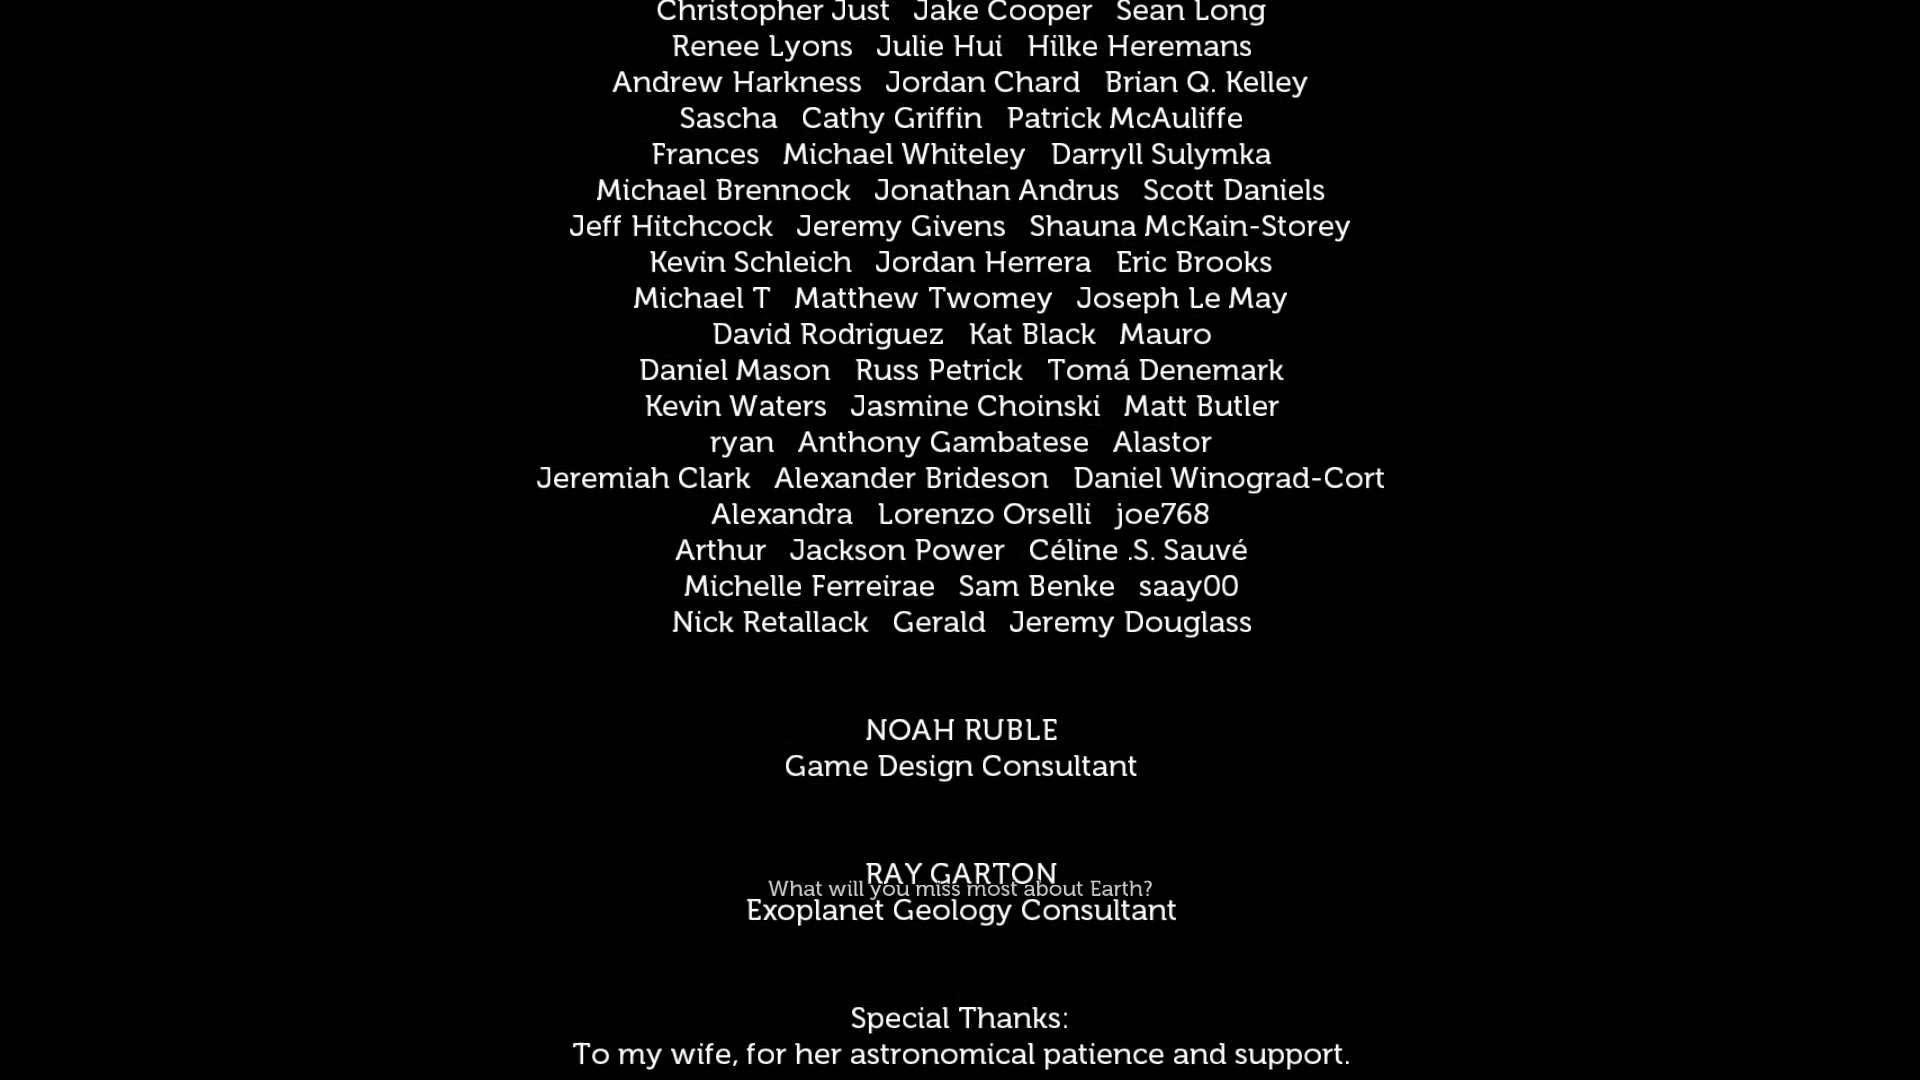 Christopher Just   Jake Cooper   Sean Long
Renee Lyons   Julie Hui   Hilke Heremans
Andrew Harkness   Jordan Chard   Brian Q. Kelley
Sascha   Cathy Griffin   Patrick McAuliffe
Frances   Michael Whiteley   Darryll Sulymka
Michael Brennock   Jonathan Andrus   Scott Daniels
Jeff Hitchcock   Jeremy Givens   Shauna McKain-Storey
Kevin Schleich   Jordan Herrera   Eric Brooks
Michael T   Matthew Twomey   Joseph Le May
David Rodriguez   Kat Black   Mauro
Daniel Mason   Russ Petrick   Tomá Denemark
Kevin Waters   Jasmine Choinski   Matt Butler
ryan   Anthony Gambatese   Alastor
Jeremiah Clark   Alexander Brideson   Daniel Winograd-Cort
Alexandra   Lorenzo Orselli   joe768
Arthur   Jackson Power   Céline .S. Sauvé
Michelle Ferreirae   Sam Benke   saay00
Nick Retallack   Gerald   Jeremy Douglass
NOAH RUBLE
Game Design Consultant
RAY GARTON
What will you miss most about Earth?
Exoplanet Geology Consultant
Special Thanks:
To my wife, for her astronomical patience and support.